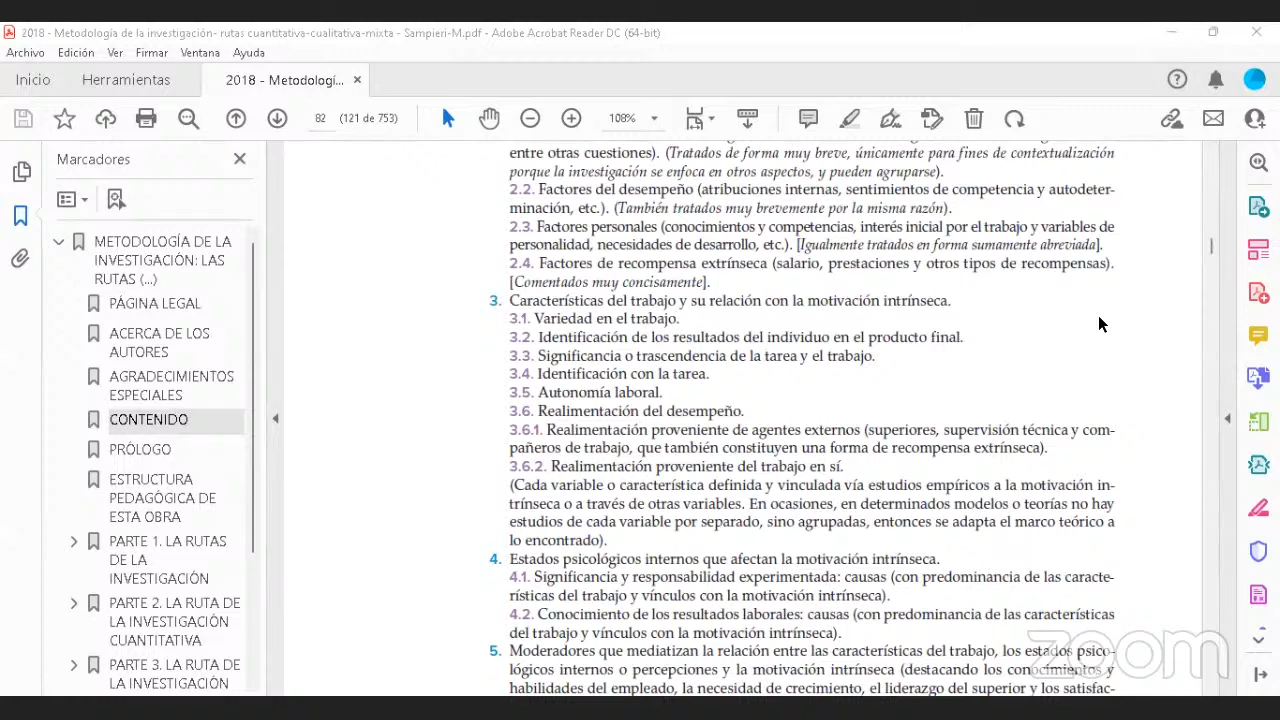 2018 - Metodología de la investigación- rutas cuantitativa-cualitativa-mixta - Sampieri-M.pdf - Adobe Acrobat Reader DC (64-bit)
Archivo Edición Ver Firmar Ventana Ayuda
Inicio Herramientas 2018 - Metodologí... ×
82 (121 de 753) 108%
Marcadores
METODOLOGÍA DE LA
INVESTIGACIÓN: LAS
RUTAS (...)
PÁGINA LEGAL
ACERCA DE LOS
AUTORES
AGRADECIMIENTOS
ESPECIALES
CONTENIDO
PRÓLOGO
ESTRUCTURA
PEDAGÓGICA DE
ESTA OBRA
PARTE 1. LA RUTAS
DE LA
INVESTIGACIÓN
PARTE 2. LA RUTA DE
LA INVESTIGACIÓN
CUANTITATIVA
PARTE 3. LA RUTA DE
LA INVESTIGACIÓN
entre otras cuestiones). (Tratados de forma muy breve, únicamente para fines de contextualización
porque la investigación se enfoca en otros aspectos, y pueden agruparse).
2.2. Factores del desempeño (atribuciones internas, sentimientos de competencia y autodeter-
minación, etc.). (También tratados muy brevemente por la misma razón).
2.3. Factores personales (conocimientos y competencias, interés inicial por el trabajo y variables de
personalidad, necesidades de desarrollo, etc.). [Igualmente tratados en forma sumamente abreviada].
2.4. Factores de recompensa extrínseca (salario, prestaciones y otros tipos de recompensas).
[Comentados muy concisamente].
3. Características del trabajo y su relación con la motivación intrínseca.
3.1. Variedad en el trabajo.
3.2. Identificación de los resultados del individuo en el producto final.
3.3. Significancia o trascendencia de la tarea y el trabajo.
3.4. Identificación con la tarea.
3.5. Autonomía laboral.
3.6. Realimentación del desempeño.
3.6.1. Realimentación proveniente de agentes externos (superiores, supervisión técnica y com-
pañeros de trabajo, que también constituyen una forma de recompensa extrínseca).
3.6.2. Realimentación proveniente del trabajo en sí.
(Cada variable o característica definida y vinculada vía estudios empíricos a la motivación in-
trínseca o a través de otras variables. En ocasiones, en determinados modelos o teorías no hay
estudios de cada variable por separado, sino agrupadas, entonces se adapta el marco teórico a
lo encontrado).
4. Estados psicológicos internos que afectan la motivación intrínseca.
4.1. Significancia y responsabilidad experimentada: causas (con predominancia de las caracte-
rísticas del trabajo y vínculos con la motivación intrínseca).
4.2. Conocimiento de los resultados laborales: causas (con predominancia de las características
del trabajo y vínculos con la motivación intrínseca).
5. Moderadores que mediatizan la relación entre las características del trabajo, los estados psico-
lógicos internos o percepciones y la motivación intrínseca (destacando los conocimientos y
habilidades del empleado, la necesidad de crecimiento, el liderazgo del superior y los satisfac-
zoom